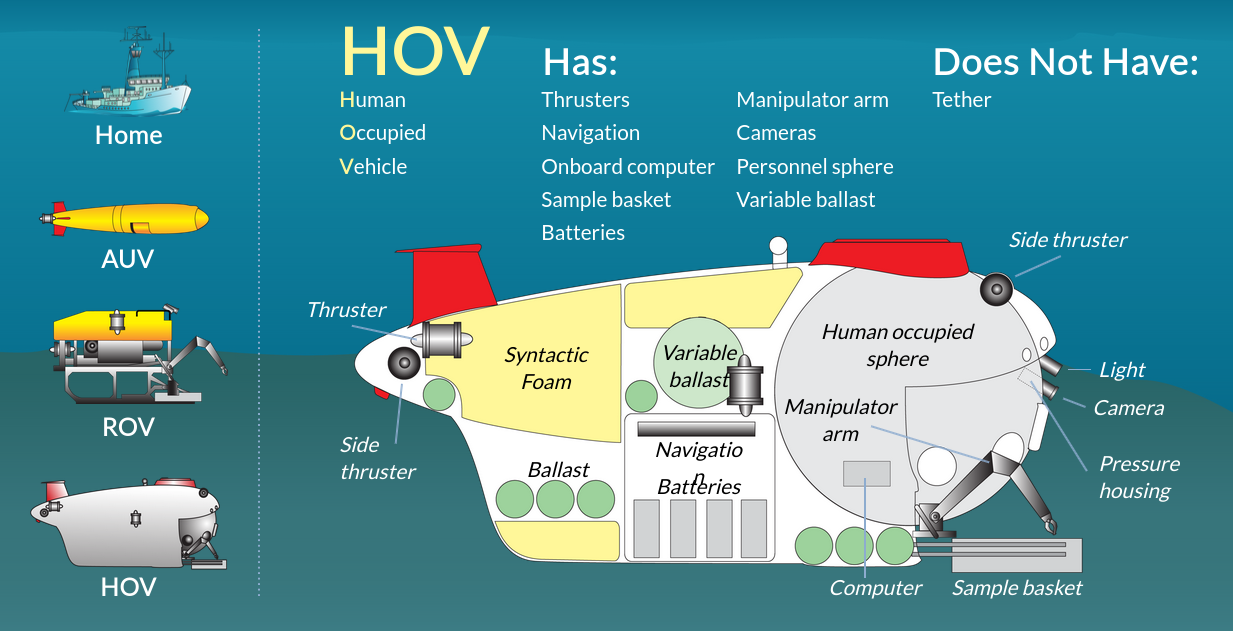 Home
AUV
ROV
HOV
HOV
Human
Occupied
Vehicle
Has:
Thrusters
Navigation
Onboard computer
Sample basket
Batteries
Manipulator arm
Cameras
Personnel sphere
Variable ballast
Does Not Have:
Tether
Side thruster
Thruster
Syntactic
Foam
Variable
ballast
Human occupied
sphere
Light
Camera
Manipulator
arm
Side
thruster
Navigatio
n
Batteries
Ballast
Pressure
housing
Computer
Sample basket